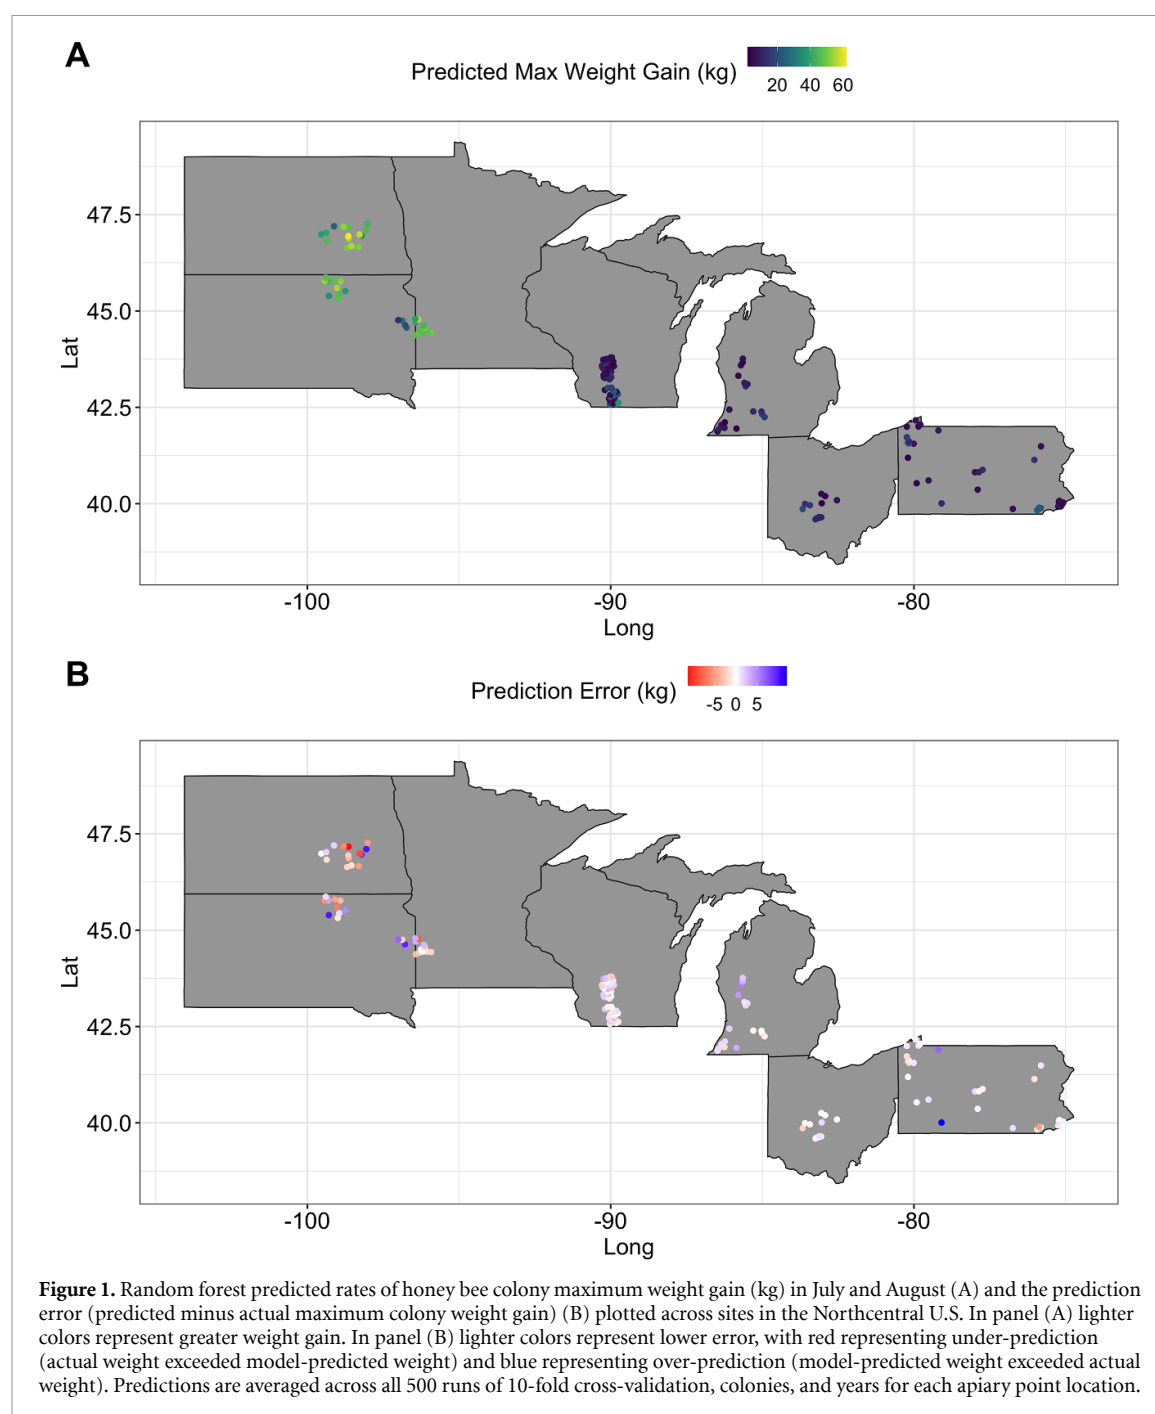 A
Predicted Max Weight Gain (kg)
20 40 60
47.5
45.0
42.5
40.0
Lat
-100 -90 -80
Long
B
Prediction Error (kg)
-5 0 5
47.5
45.0
42.5
40.0
Lat
-100 -90 -80
Long
Figure 1. Random forest predicted rates of honey bee colony maximum weight gain (kg) in July and August (A) and the prediction
error (predicted minus actual maximum colony weight gain) (B) plotted across sites in the Northcentral U.S. In panel (A) lighter
colors represent greater weight gain. In panel (B) lighter colors represent lower error, with red representing under-prediction
(actual weight exceeded model-predicted weight) and blue representing over-prediction (model-predicted weight exceeded actual
weight). Predictions are averaged across all 500 runs of 10-fold cross-validation, colonies, and years for each apiary point location.